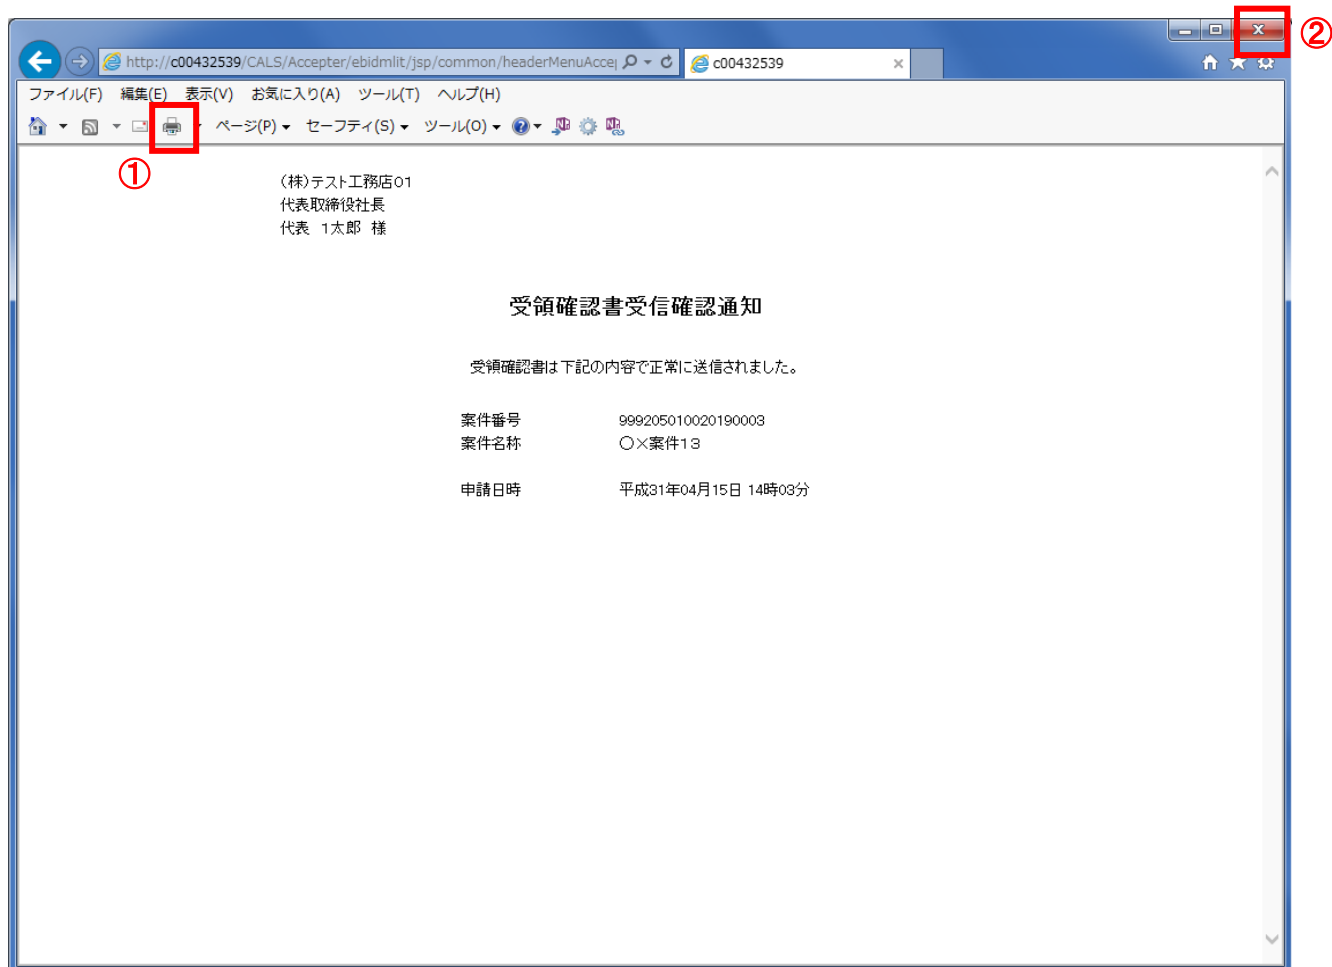 ②
http://c00432539/CALS/Accepter/ebidmlit/jsp/common/headerMenuAcce
c00432539
ファイル(F) 編集(E) 表示(V) お気に入り(A) ツール(T) ヘルプ(H)
ページ(P) セーフティ(S) ツール(O)
①
(株)テスト工務店01
代表取締役社長
代表 1太郎 様
受領確認書受信確認通知
受領確認書は下記の内容で正常に送信されました。
案件番号 999205010020190003
案件名称 ○×案件13
申請日時 平成31年04月15日 14時03分